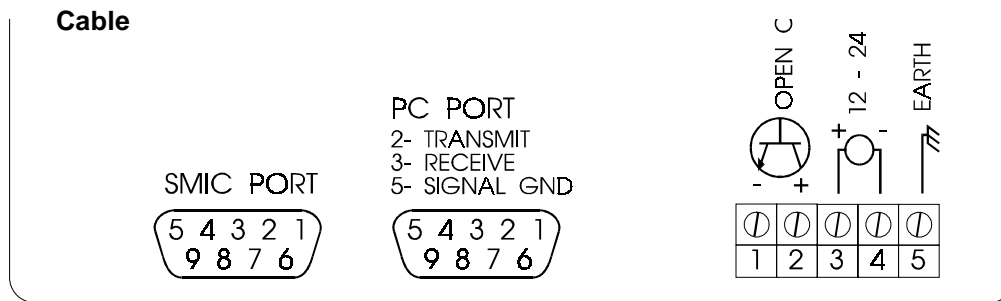 Cable
SMIC PORT
5 4 3 2 1
9 8 7 6
PC PORT
2- TRANSMIT
3- RECEIVE
5- SIGNAL GND
5 4 3 2 1
9 8 7 6
OPEN C
12 - 24
EARTH
- +
+ -
1 2 3 4 5